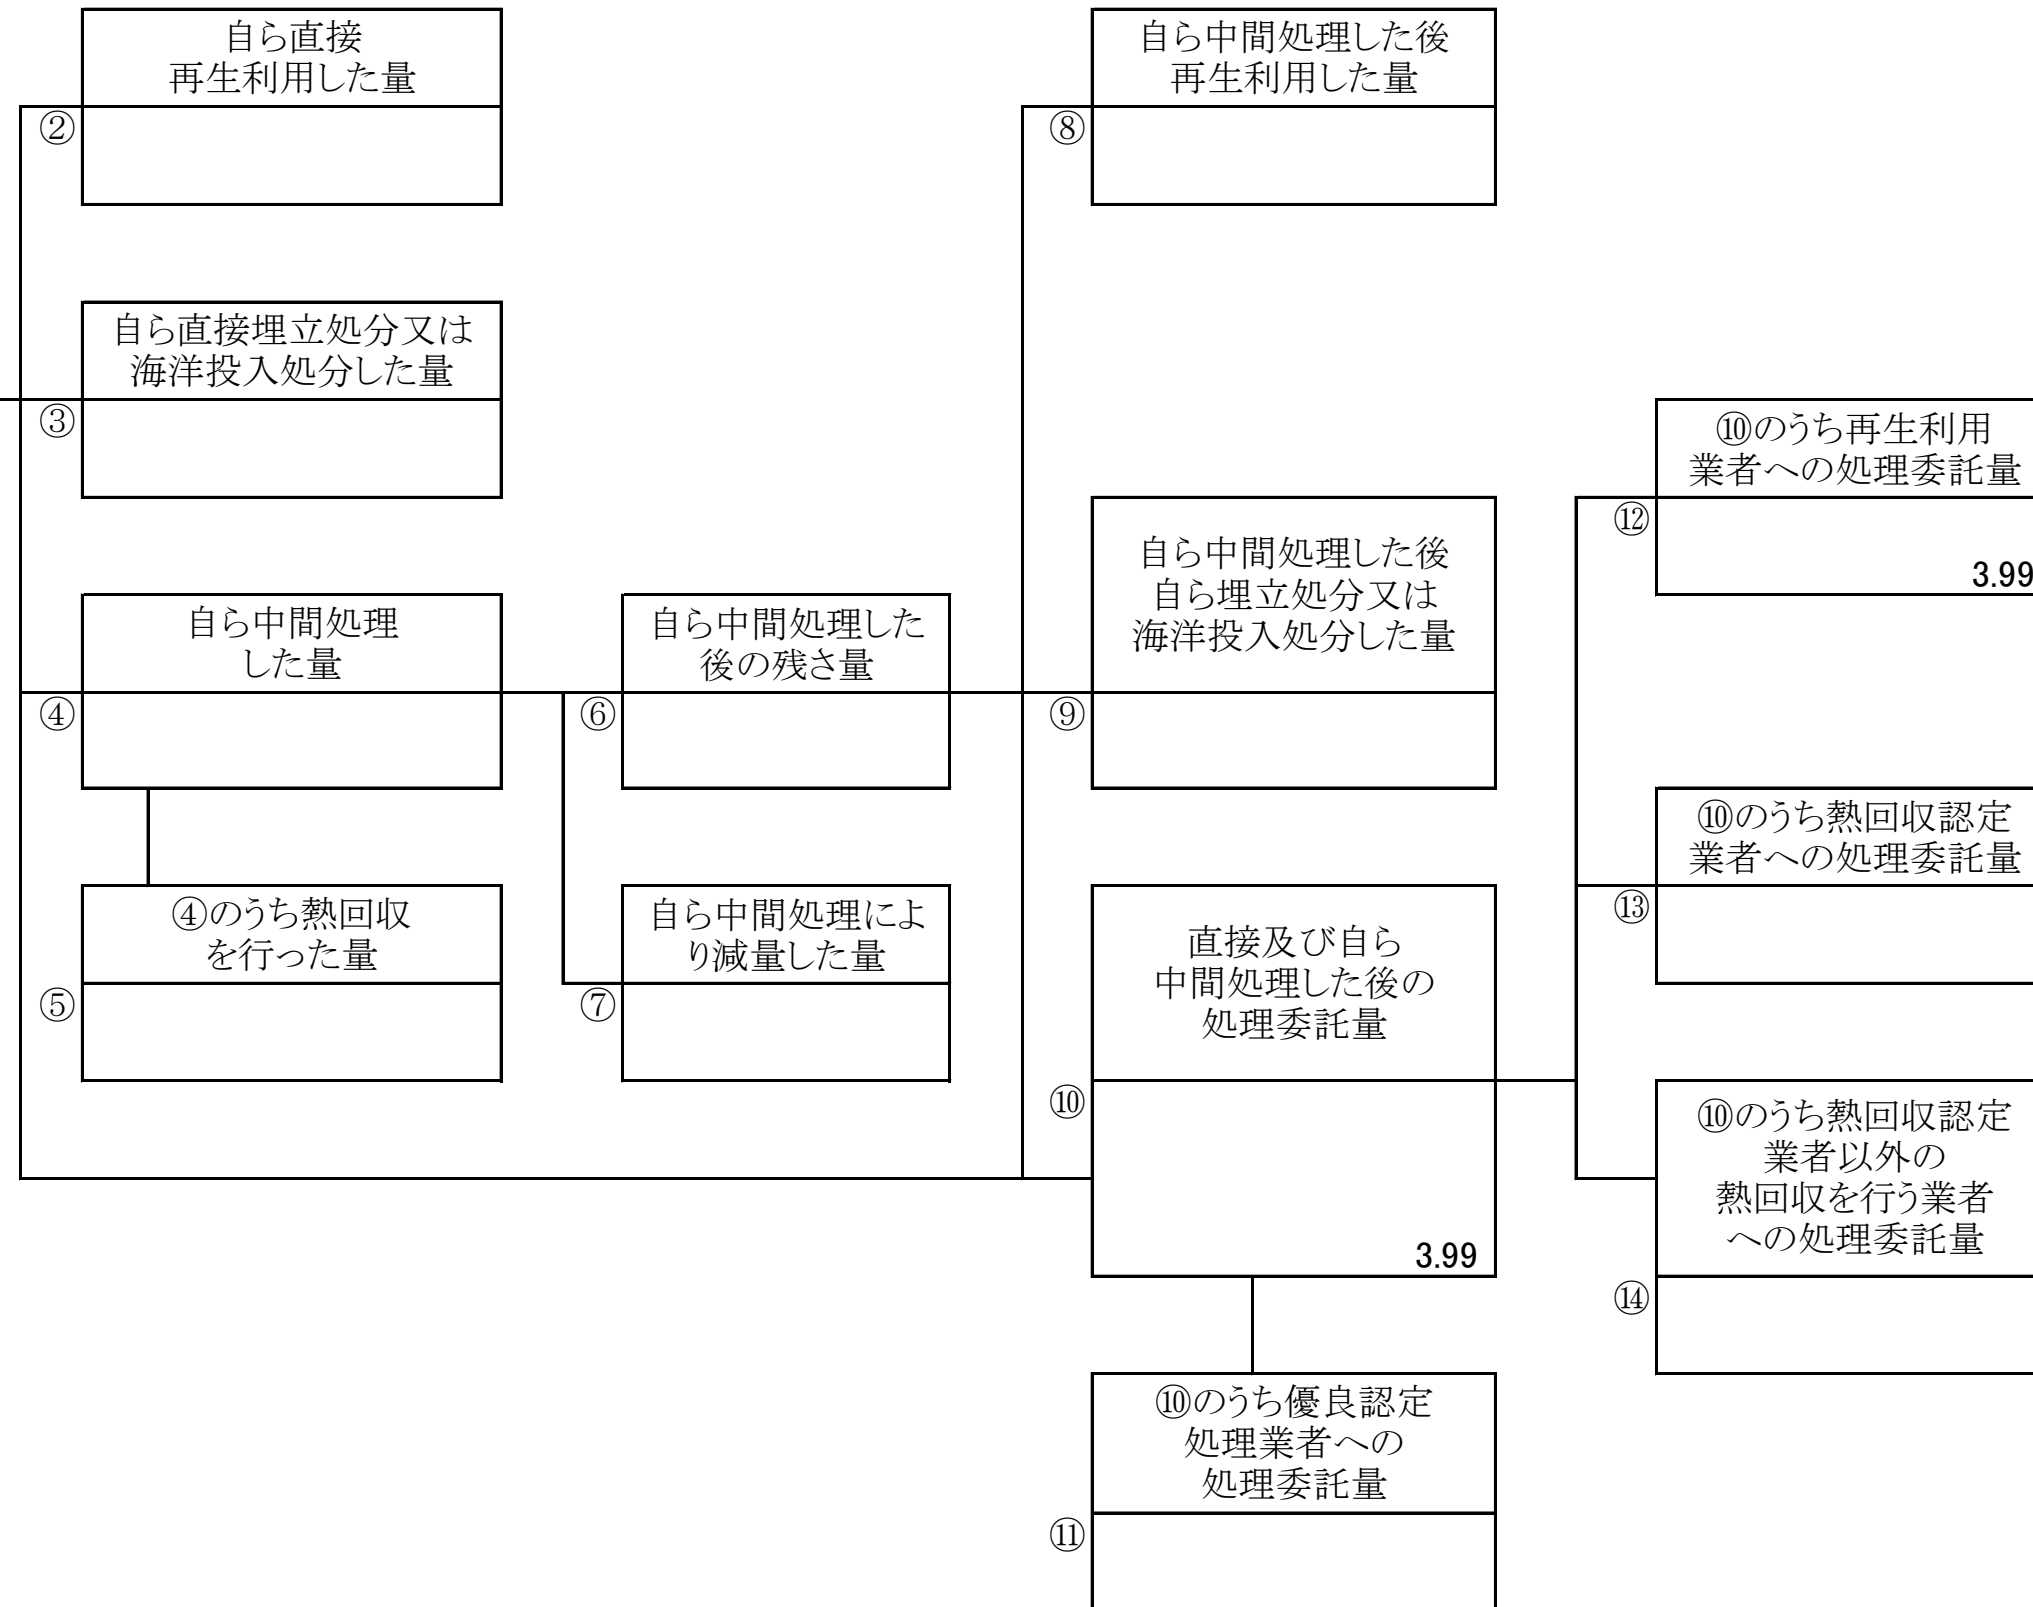 自ら直接
再生利用した量
②
自ら直接埋立処分又は
海洋投入処分した量
③
自ら中間処理
した量
④
④のうち熱回収
を行った量
⑤
自ら中間処理した
後の残さ量
⑥
自ら中間処理によ
り減量した量
⑦
自ら中間処理した後
再生利用した量
⑧
自ら中間処理した後
自ら埋立処分又は
海洋投入処分した量
⑨
直接及び自ら
中間処理した後の
処理委託量
⑩
3.99
⑩のうち優良認定
処理業者への
処理委託量
⑪
⑩のうち再生利用
業者への処理委託量
⑫
3.99
⑩のうち熱回収認定
業者への処理委託量
⑬
⑩のうち熱回収認定
業者以外の
熱回収を行う業者
への処理委託量
⑭